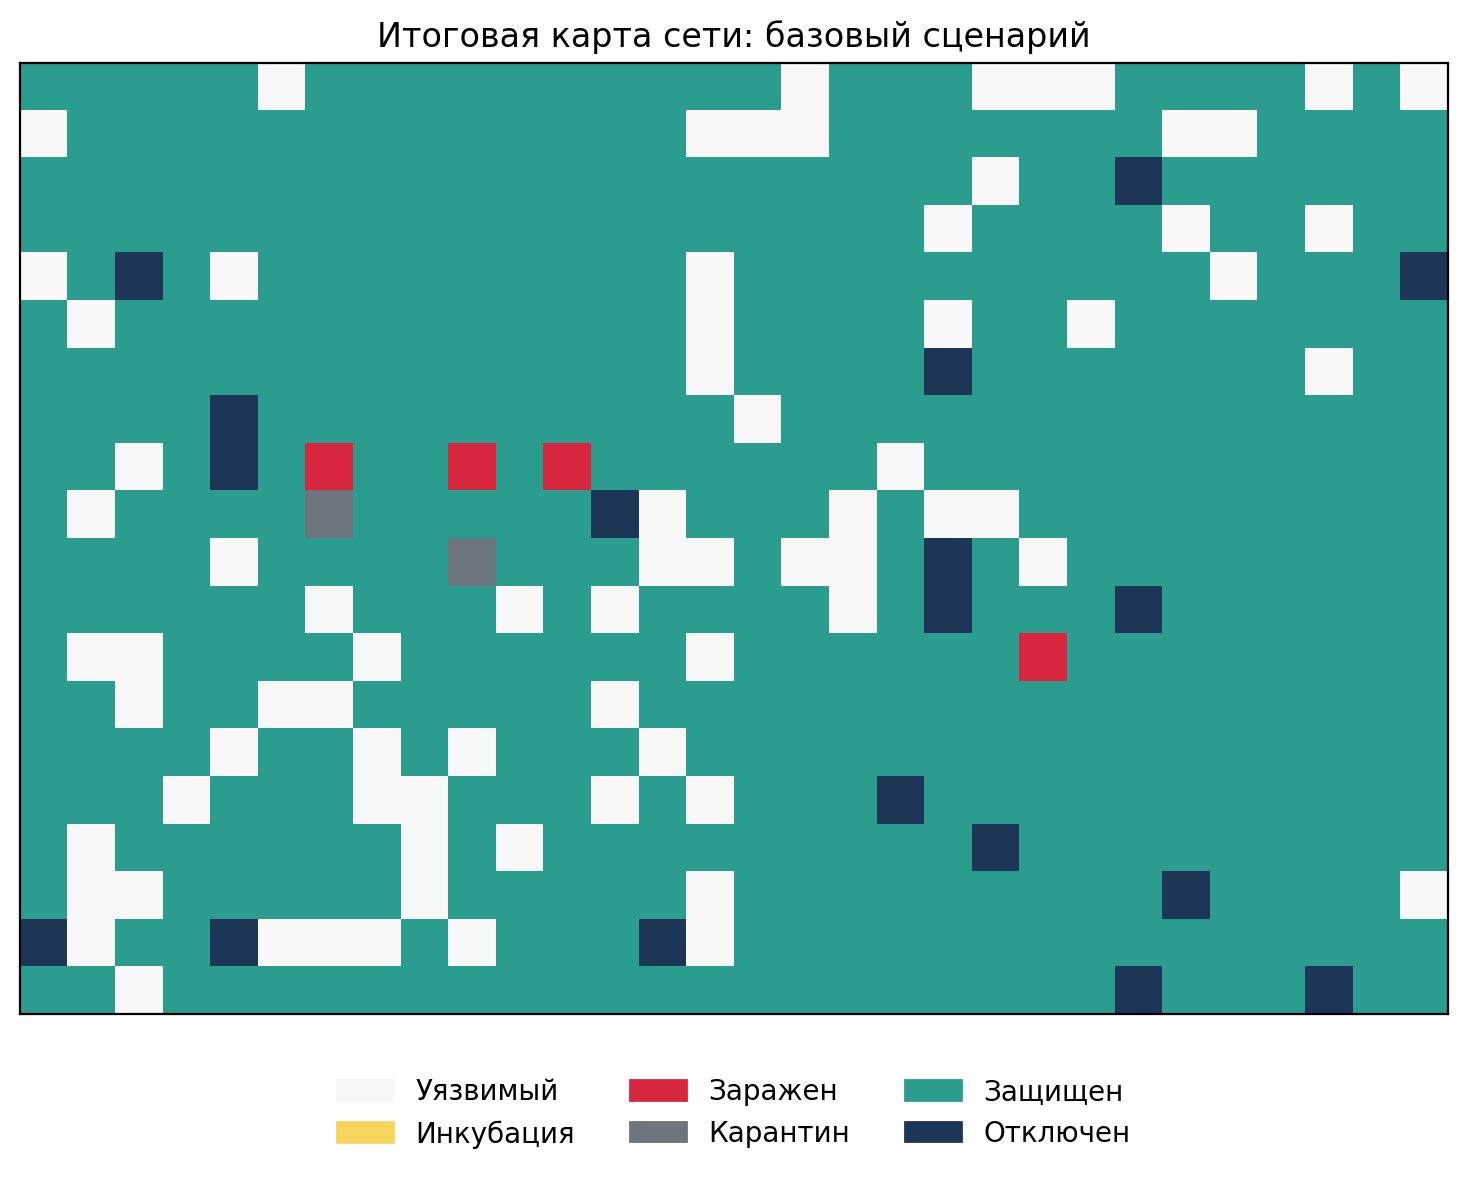 Итоговая карта сети: базовый сценарий
Уязвимый
Заражен
Защищен
Инкубация
Карантин
Отключен